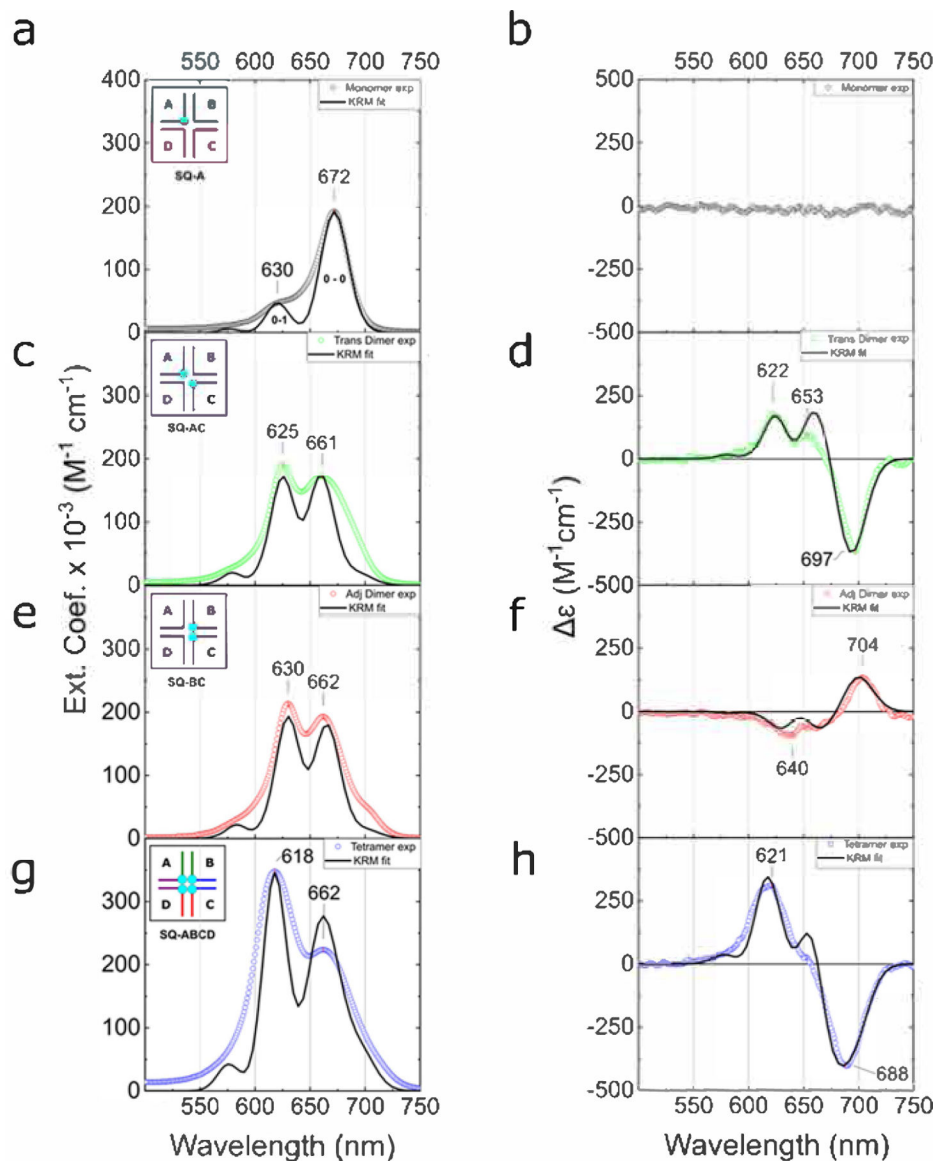 a
b
550 600 650 700 750
550 600 650 700 750
400
300
200
100
0
A B
D C
SQ-A
Monomer exp
KRM fit
672
630
0 - 0
0-1
500
250
0
-250
-500
Monomer exp
c
d
300
200
100
0
A B
D C
SQ-AC
Trans Dimer exp
KRM fit
625 661
250
0
-250
-500
Trans Dimer exp
KRM fit
622
653
697
e
f
300
200
100
0
A B
D C
SQ-BC
Adj Dimer exp
KRM fit
630 662
250
0
-250
-500
Adj Dimer exp
KRM fit
704
640
g
h
300
200
100
0
A B
D C
SQ-ABCD
Tetramer exp
KRM fit
618
662
250
0
-250
-500
Tetramer exp
KRM fit
621
688
Ext. Coef. x 10⁻³ (M⁻¹ cm⁻¹)
Δε (M⁻¹cm⁻¹)
550 600 650 700 750
550 600 650 700 750
Wavelength (nm)
Wavelength (nm)